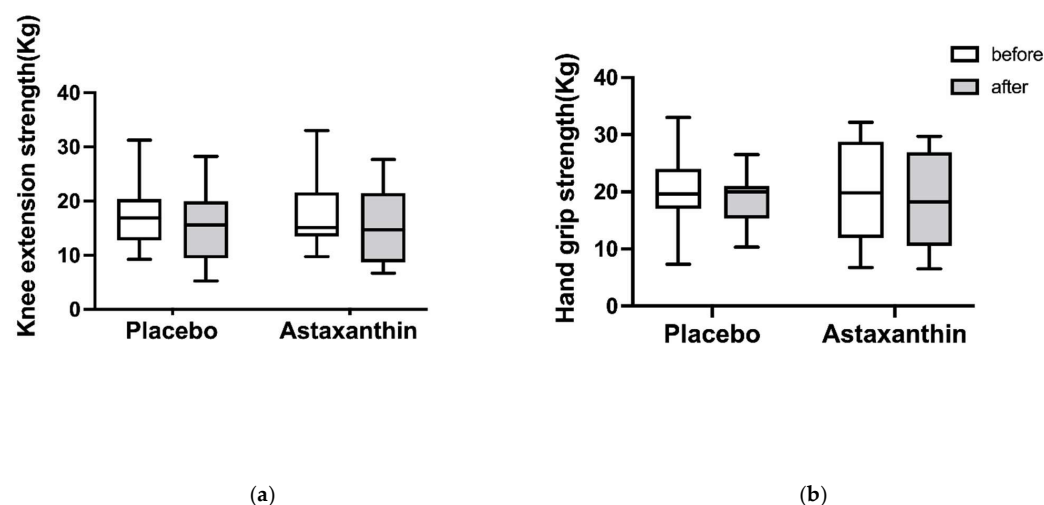 Knee extension strength(Kg)
40
30
20
10
0
Placebo
Astaxanthin
(a)
before
after
Hand grip strength(Kg)
40
30
20
10
0
Placebo
Astaxanthin
(b)